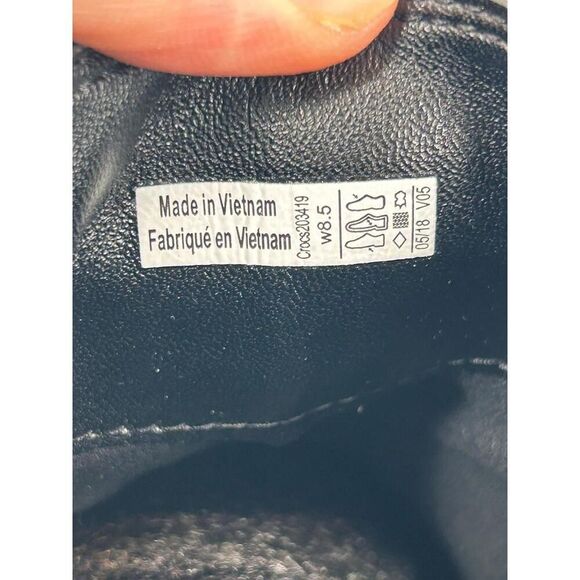 Made in Vietnam
Fabriqué en Vietnam
Crocs203419
w8.5
05/18 V05